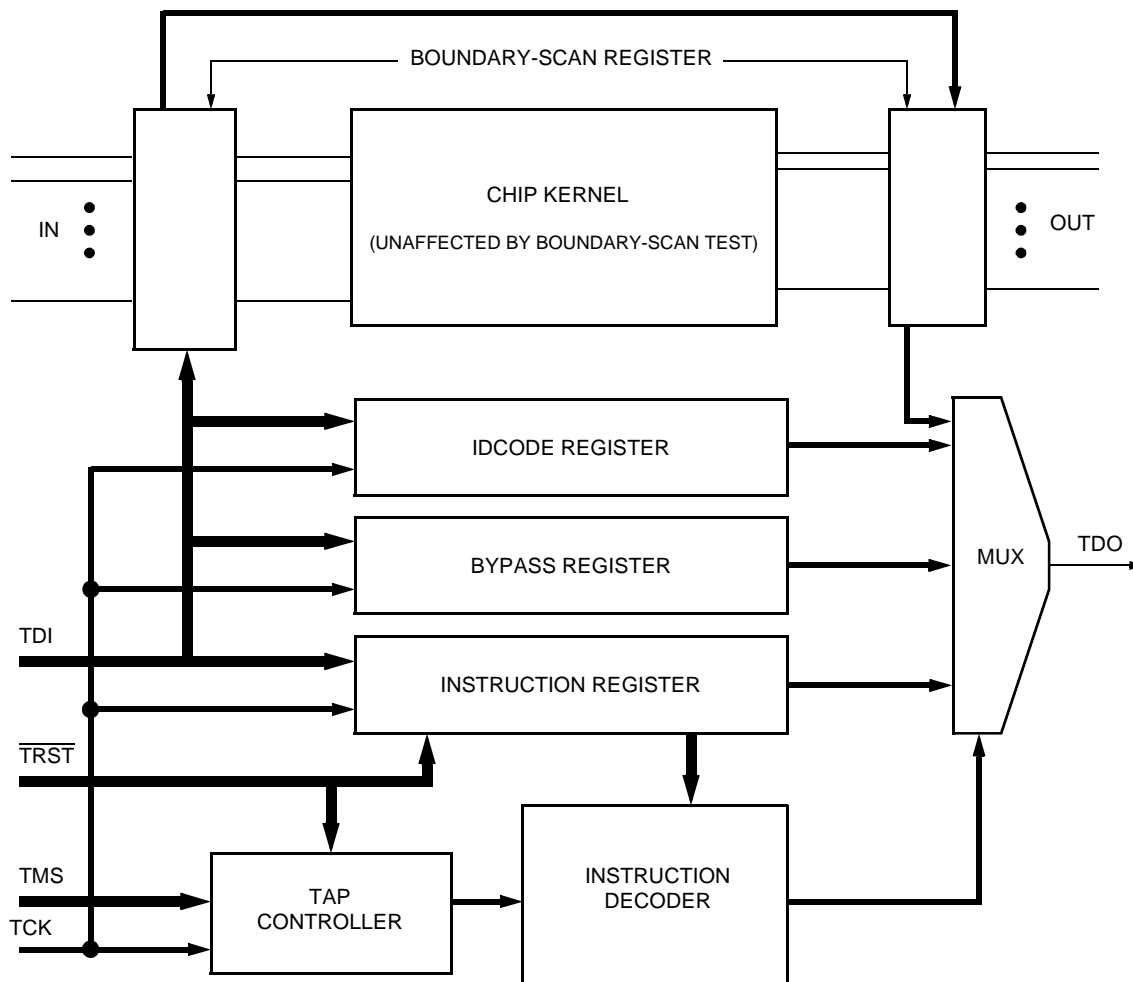 BOUNDARY-SCAN REGISTER
CHIP KERNEL
(UNAFFECTED BY BOUNDARY-SCAN TEST)
IN
OUT
IDCODE REGISTER
BYPASS REGISTER
MUX
TDO
TDI
INSTRUCTION REGISTER
TRST
TMS
TAP
CONTROLLER
INSTRUCTION
DECODER
TCK